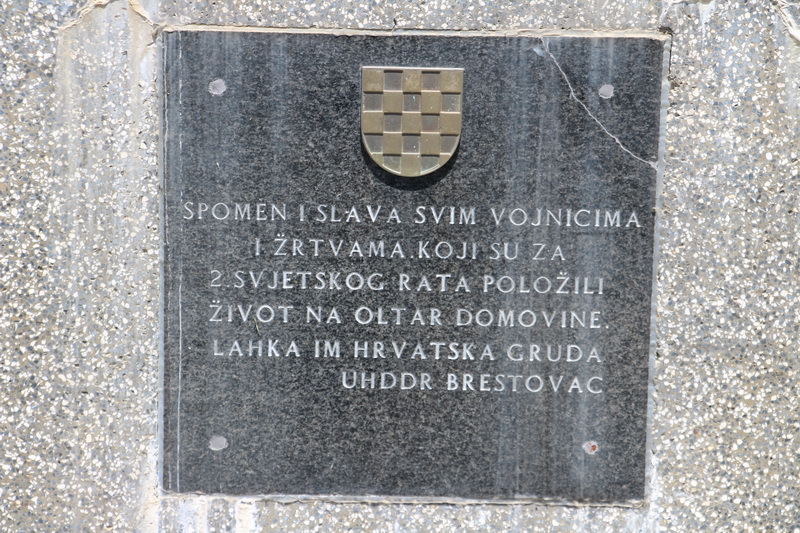 SPOMEN I SLAVA SVIM VOJNICIMA
I ŽRTVAMA.KOJI SU ZA
2.SVJETSKOG RATA POLOŽILI
ŽIVOT NA OLTAR DOMOVINE.
LAHKA IM HRVATSKA GRUDA
UHDDR BRESTOVAC